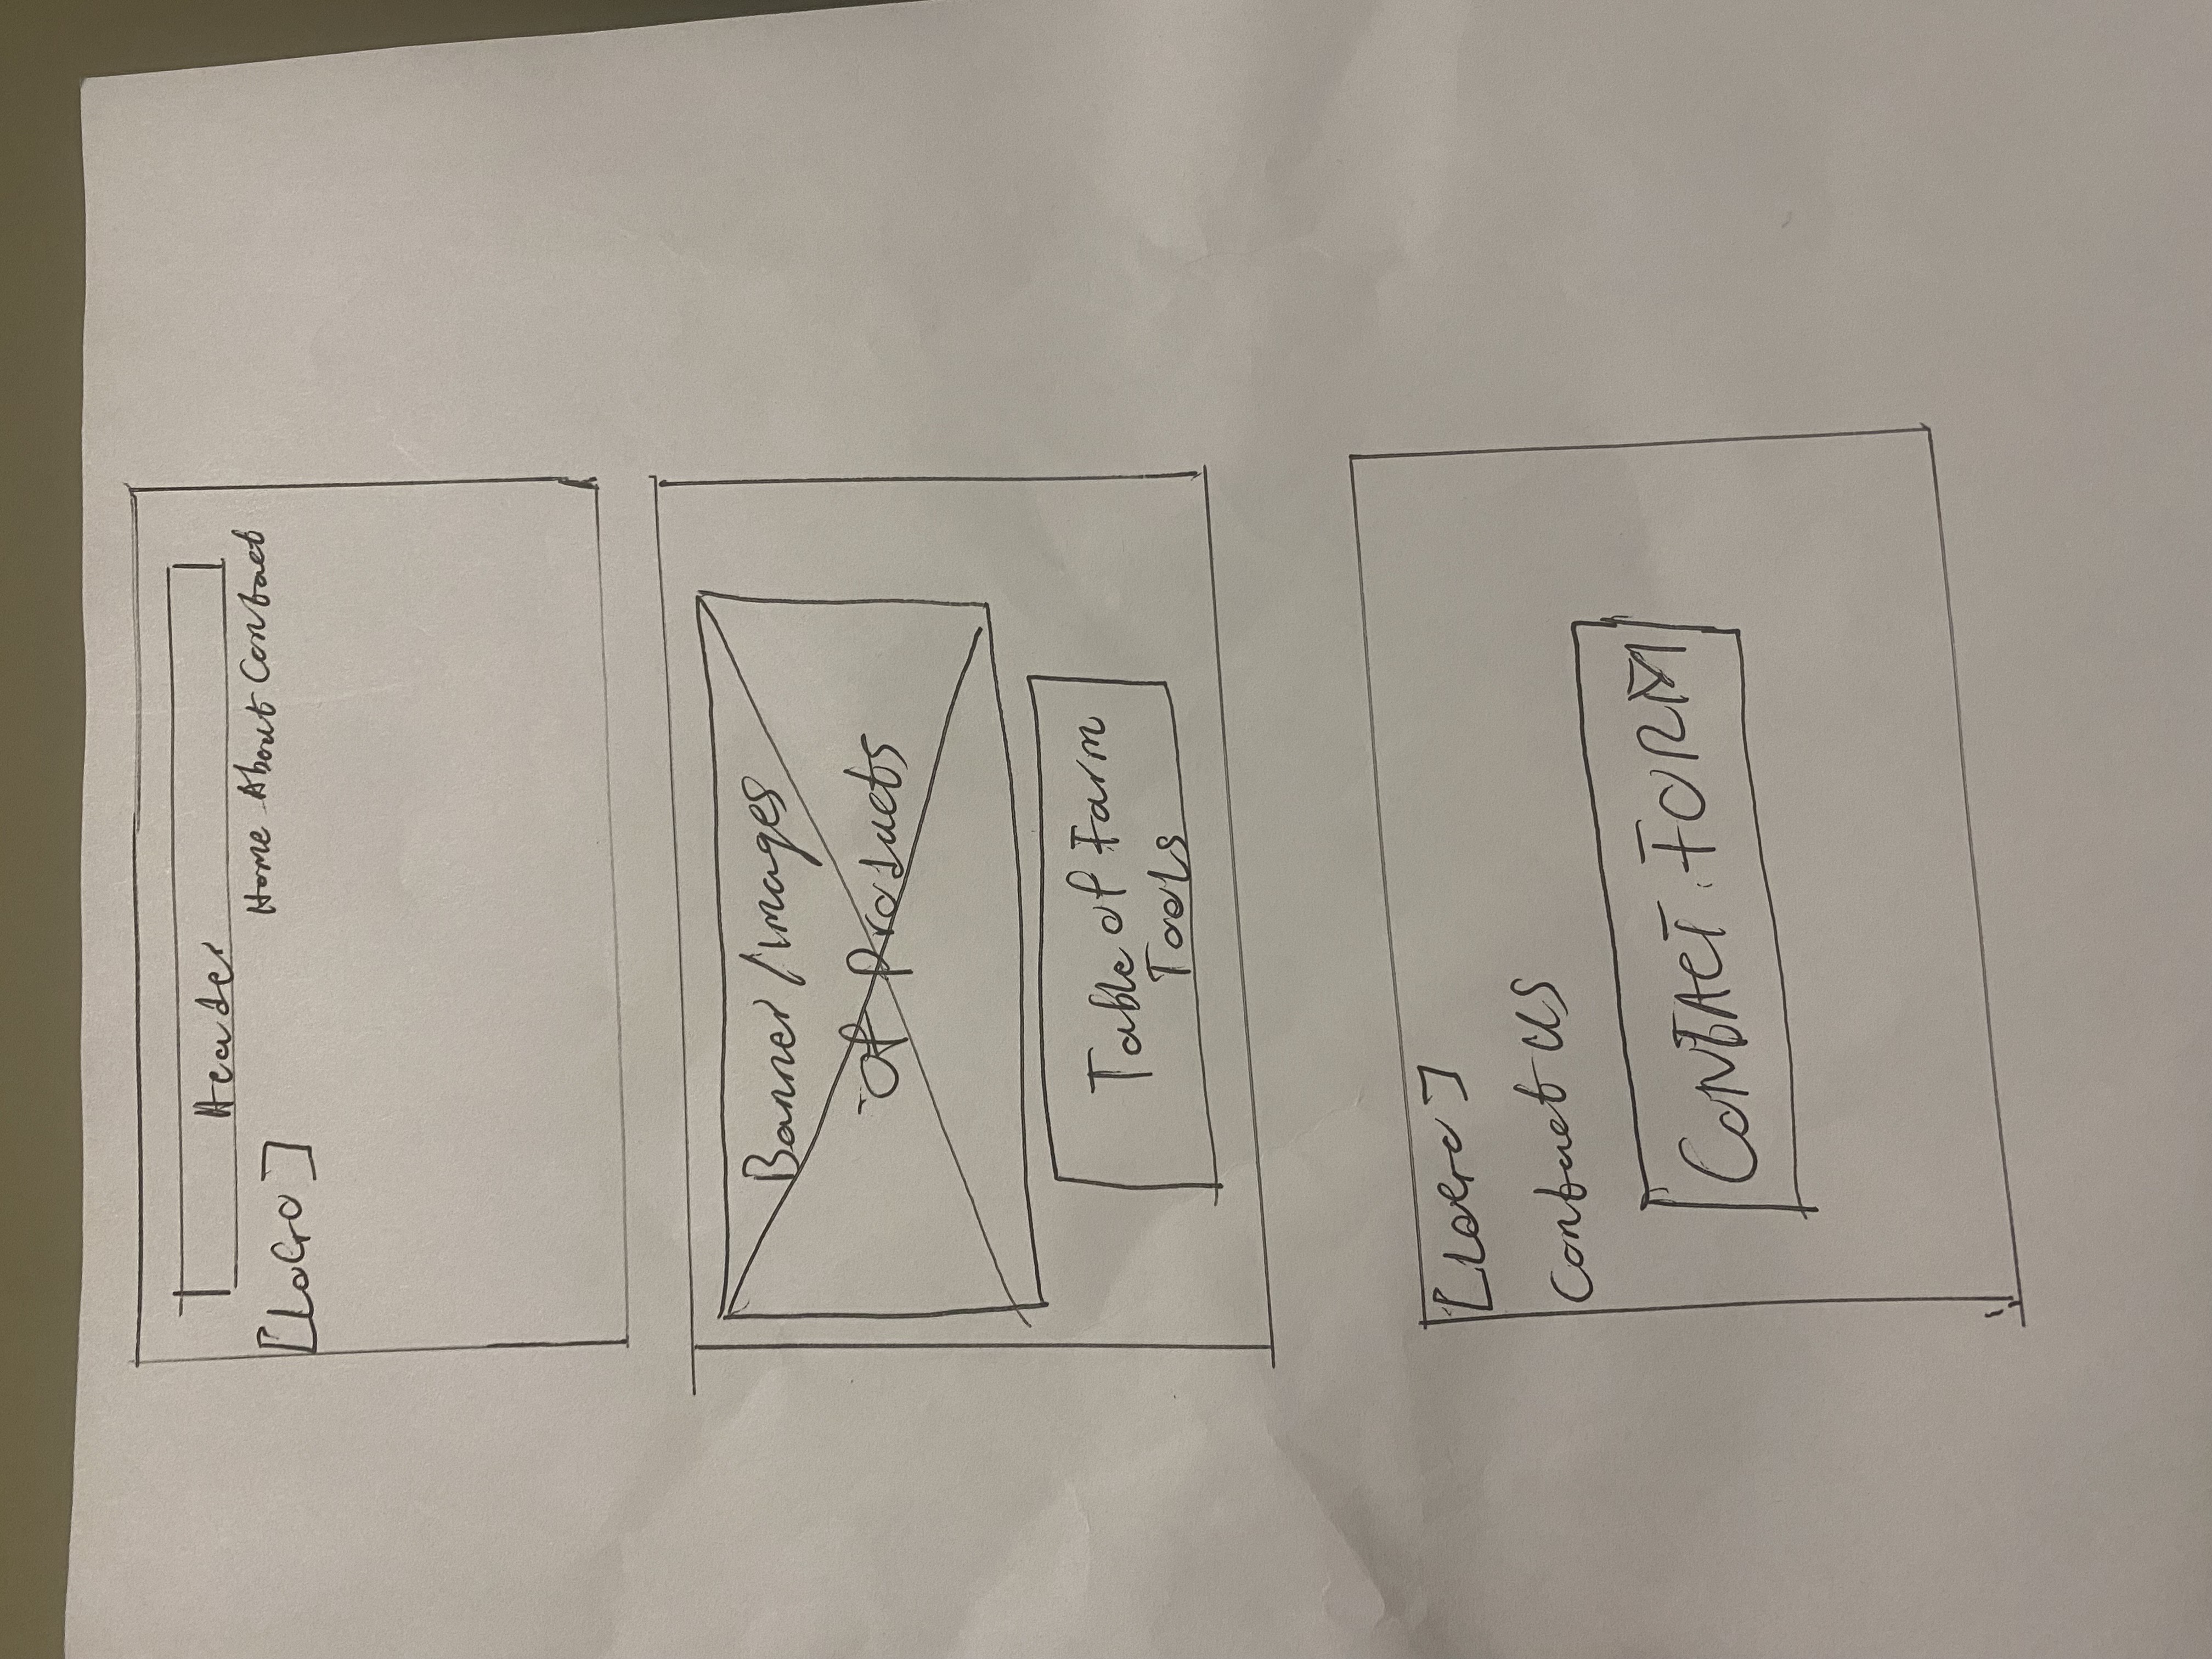 Header
Home About Contact
[LOGO]
Banner/Images
of Products
Table of Farm
Tools
[LOGO]
Contact US
CONTACT FORM